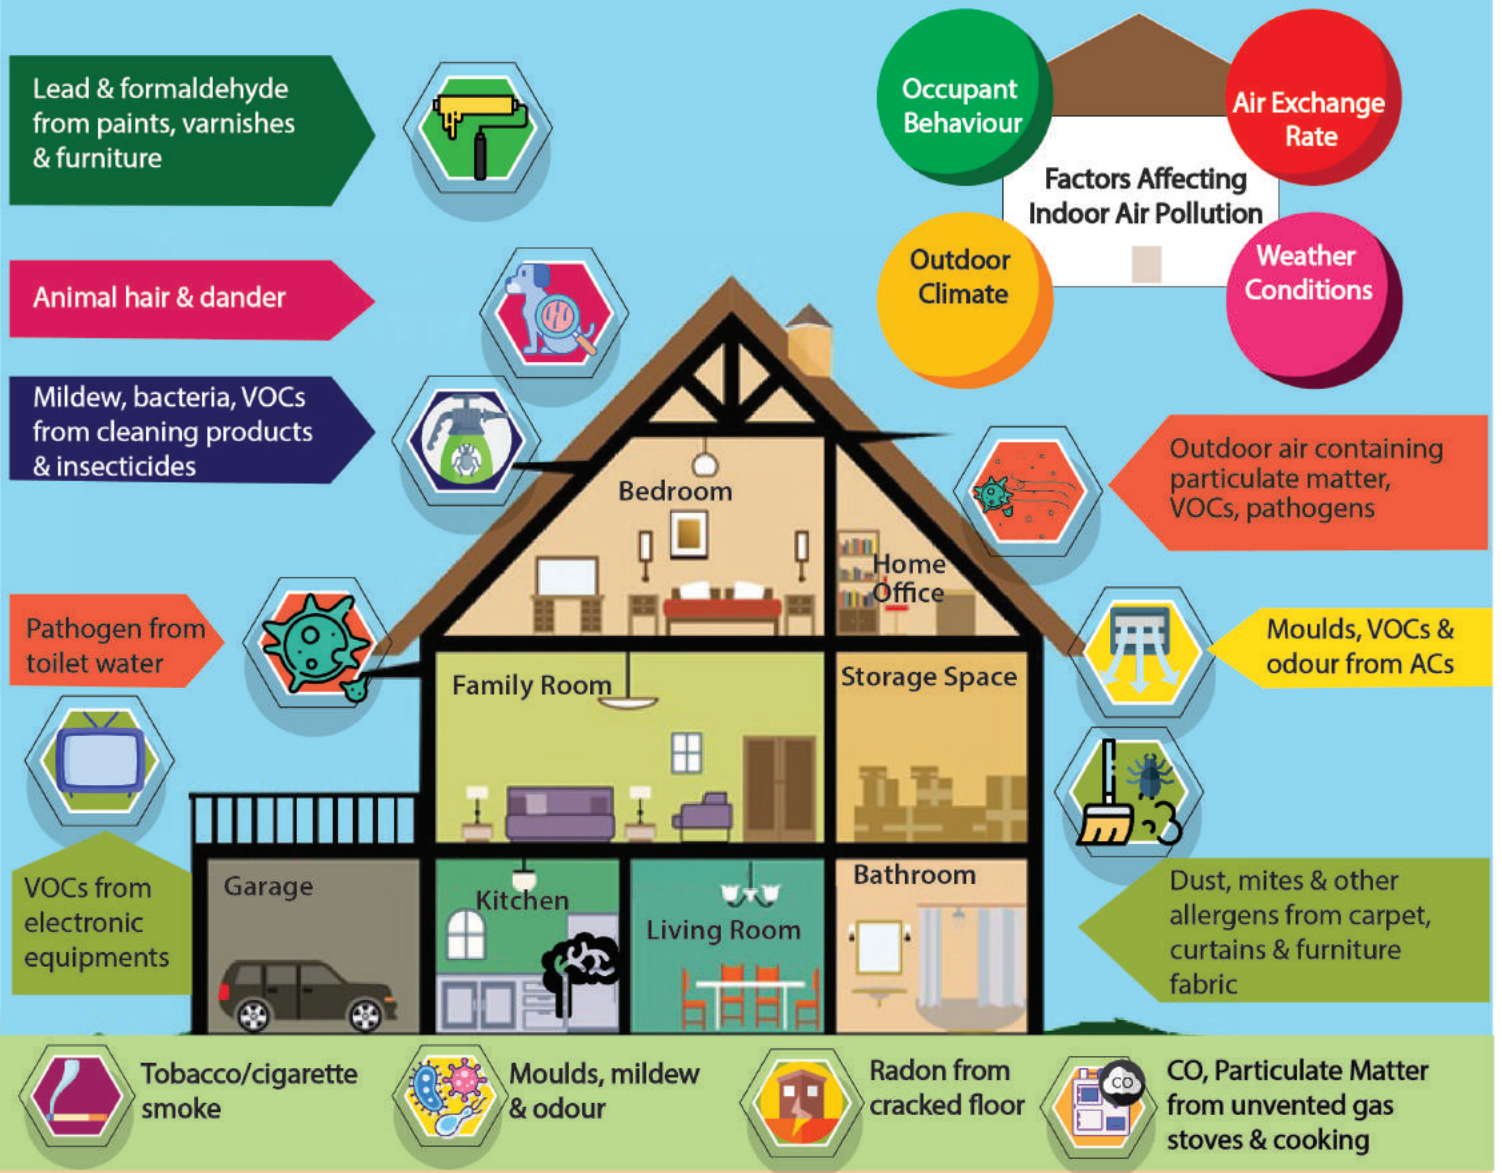 Lead & formaldehyde
from paints, varnishes
& furniture
Occupant
Behaviour
Air Exchange
Rate
Factors Affecting
Indoor Air Pollution
Outdoor
Climate
Weather
Conditions
Animal hair & dander
Mildew, bacteria, VOCs
from cleaning products
& insecticides
Outdoor air containing
particulate matter,
VOCs, pathogens
Bedroom
Home
Office
Pathogen from
toilet water
Moulds, VOCs &
odour from ACs
Family Room
Storage Space
VOCs from
electronic
equipments
Garage
Kitchen
Living Room
Bathroom
Dust, mites & other
allergens from carpet,
curtains & furniture
fabric
Tobacco/cigarette
smoke
Moulds, mildew
& odour
Radon from
cracked floor
CO
CO, Particulate Matter
from unvented gas
stoves & cooking